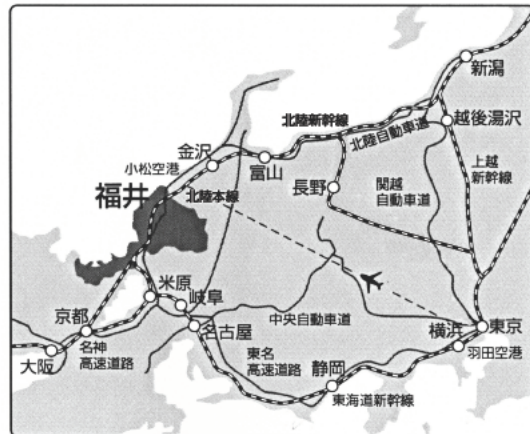 新潟
北陸新幹線
北陸自動車道
越後湯沢
金沢
小松空港
富山
上越
新幹線
福井
北陸本線
長野
関越
自動車道
米原
岐阜
京都
名神
高速道路
名古屋
中央自動車道
横浜
東京
羽田空港
大阪
東名
高速道路
静岡
東海道新幹線